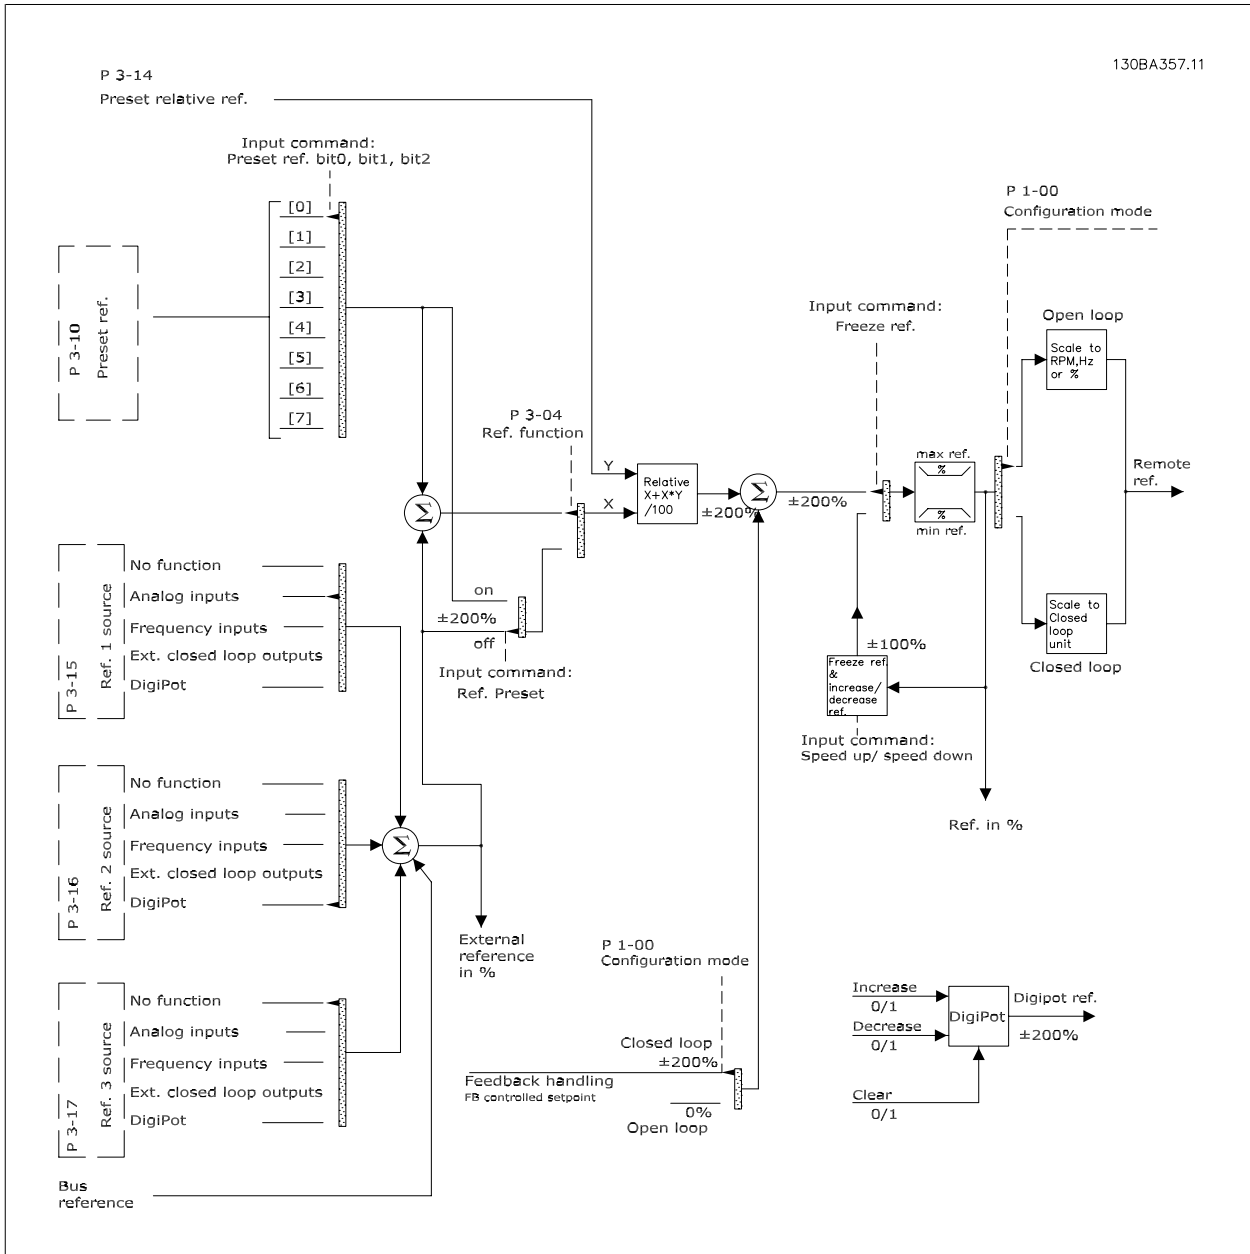 130BA357.11
P 3-14
Preset relative ref.
Input command:
Preset ref. bit0, bit1, bit2
P 3-10
Preset ref.
[0]
[1]
[2]
[3]
[4]
[5]
[6]
[7]
P 1-00
Configuration mode
Input command:
Freeze ref.
Open loop
Scale to
RPM,Hz
or %
P 3-04
Ref. function
Y
X
Relative
X+X*Y
/100
±200%
Σ
±200%
max ref.
%
%
min ref.
Remote
ref.
Σ
on
±200%
off
Input command:
Ref. Preset
Scale to
Closed
loop
unit
Closed loop
±100%
Freeze ref.
&
increase/
decrease
ref.
Input command:
Speed up/ speed down
Ref. in %
P 3-15
Ref. 1 source
No function
Analog inputs
Frequency inputs
Ext. closed loop outputs
DigiPot
P 3-16
Ref. 2 source
No function
Analog inputs
Frequency inputs
Ext. closed loop outputs
DigiPot
Σ
External
reference
in %
P 3-17
Ref. 3 source
No function
Analog inputs
Frequency inputs
Ext. closed loop outputs
DigiPot
Bus
reference
P 1-00
Configuration mode
Closed loop
±200%
Feedback handling
FB controlled setpoint
0%
Open loop
Increase
0/1
Decrease
0/1
Clear
0/1
DigiPot
Digipot ref.
±200%